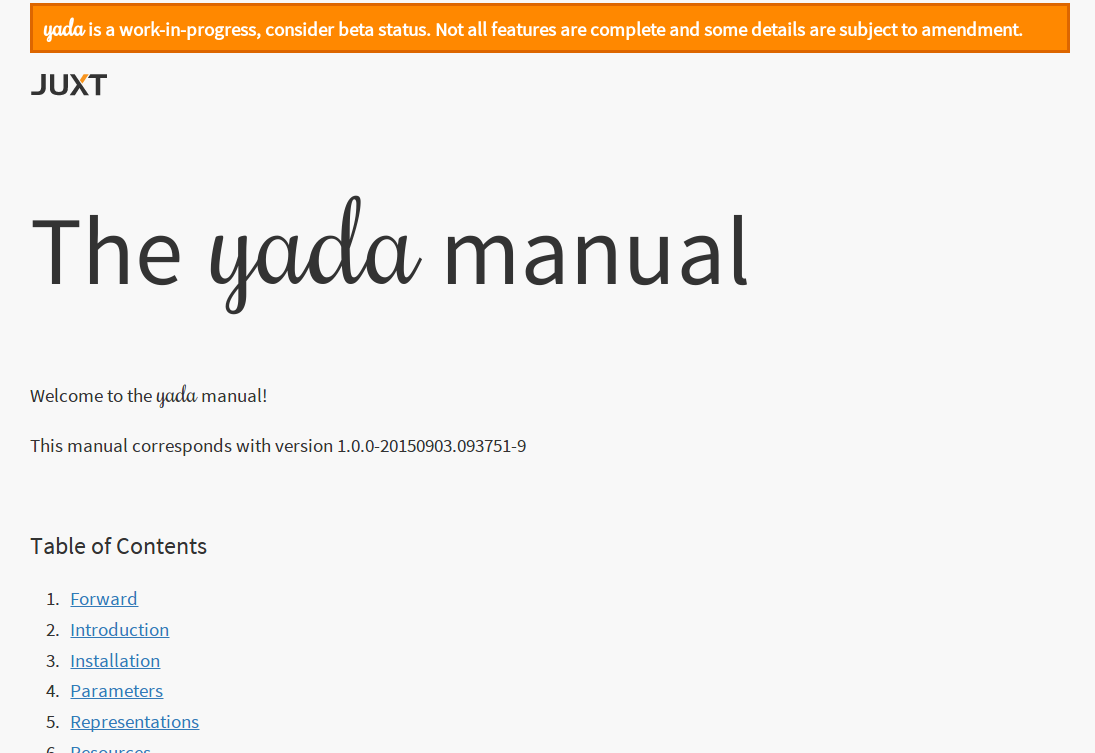 yada is a work-in-progress, consider beta status. Not all features are complete and some details are subject to amendment.
JUXT
The yada manual
Welcome to the yada manual!
This manual corresponds with version 1.0.0-20150903.093751-9
Table of Contents
1. Forward
2. Introduction
3. Installation
4. Parameters
5. Representations
6. Resources